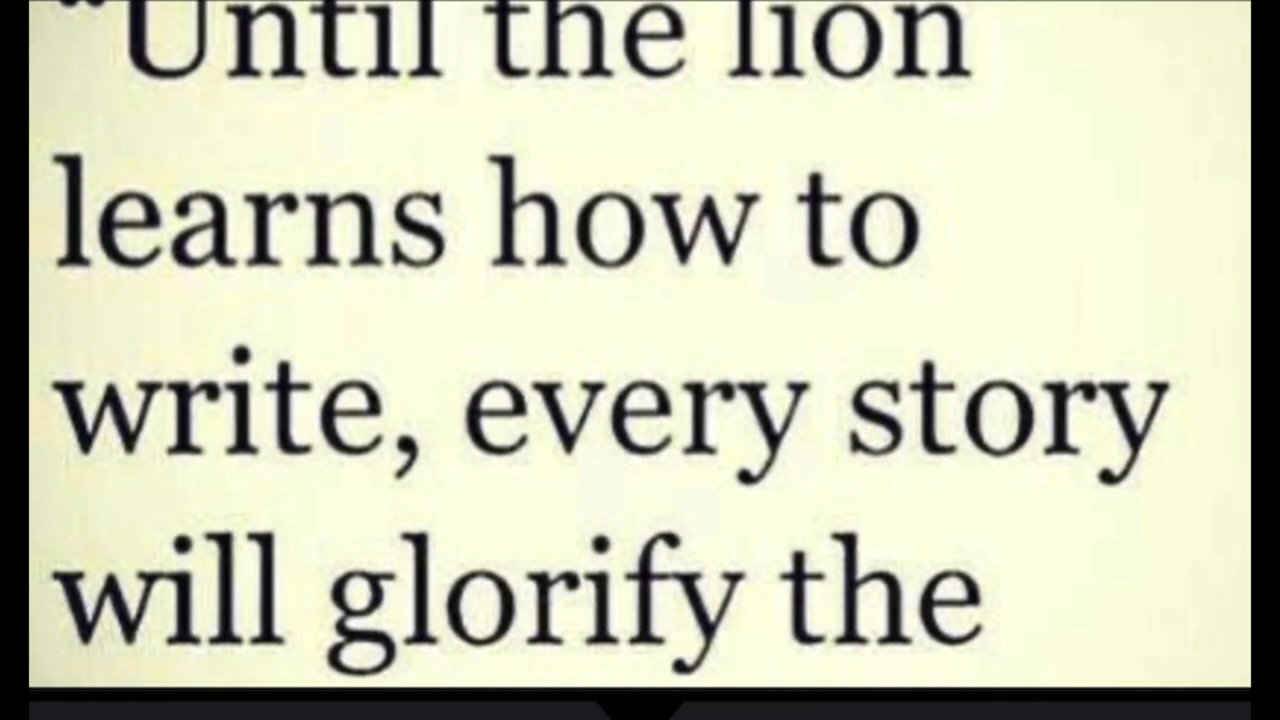 “Until the lion
learns how to
write, every story
will glorify the